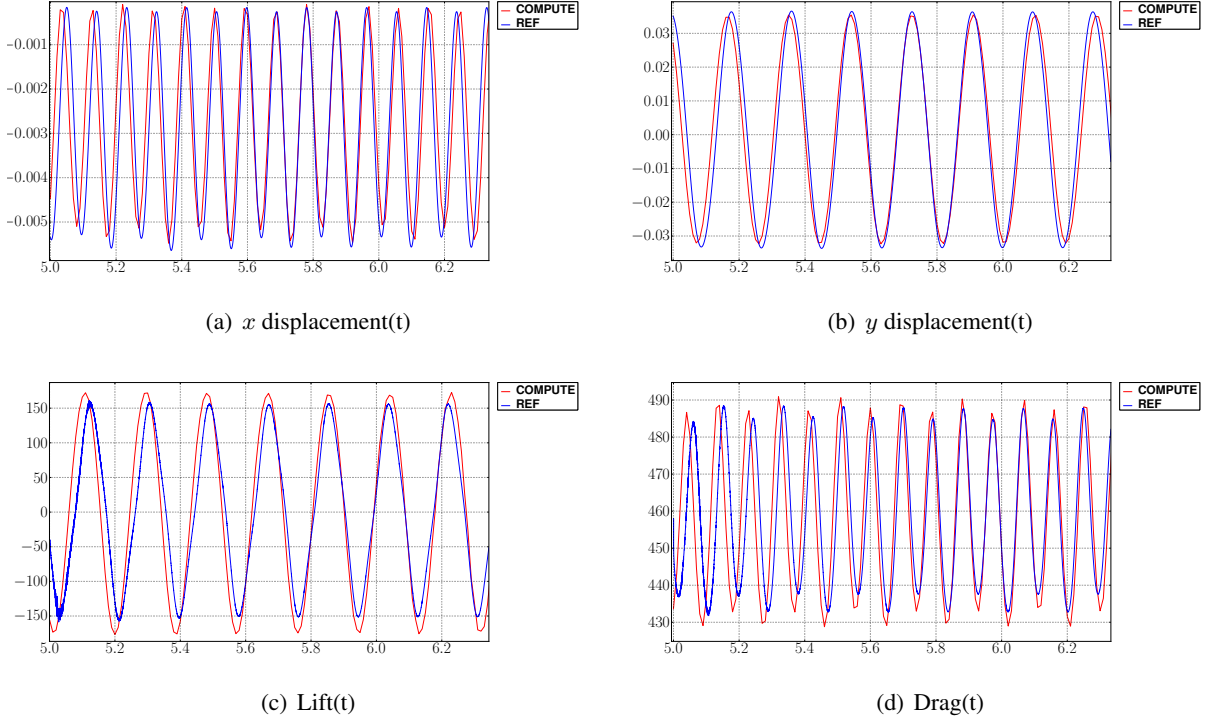 COMPUTE
REF
−0.001
−0.002
−0.003
−0.004
−0.005
5.0 5.2 5.4 5.6 5.8 6.0 6.2
(a) x displacement(t)
COMPUTE
REF
0.03
0.01
0.00
−0.01
−0.03
5.0 5.2 5.4 5.6 5.8 6.0 6.2
(b) y displacement(t)
COMPUTE
REF
150
100
50
0
−50
−100
−150
5.0 5.2 5.4 5.6 5.8 6.0 6.2
(c) Lift(t)
COMPUTE
REF
490
480
470
460
450
440
430
5.0 5.2 5.4 5.6 5.8 6.0 6.2
(d) Drag(t)